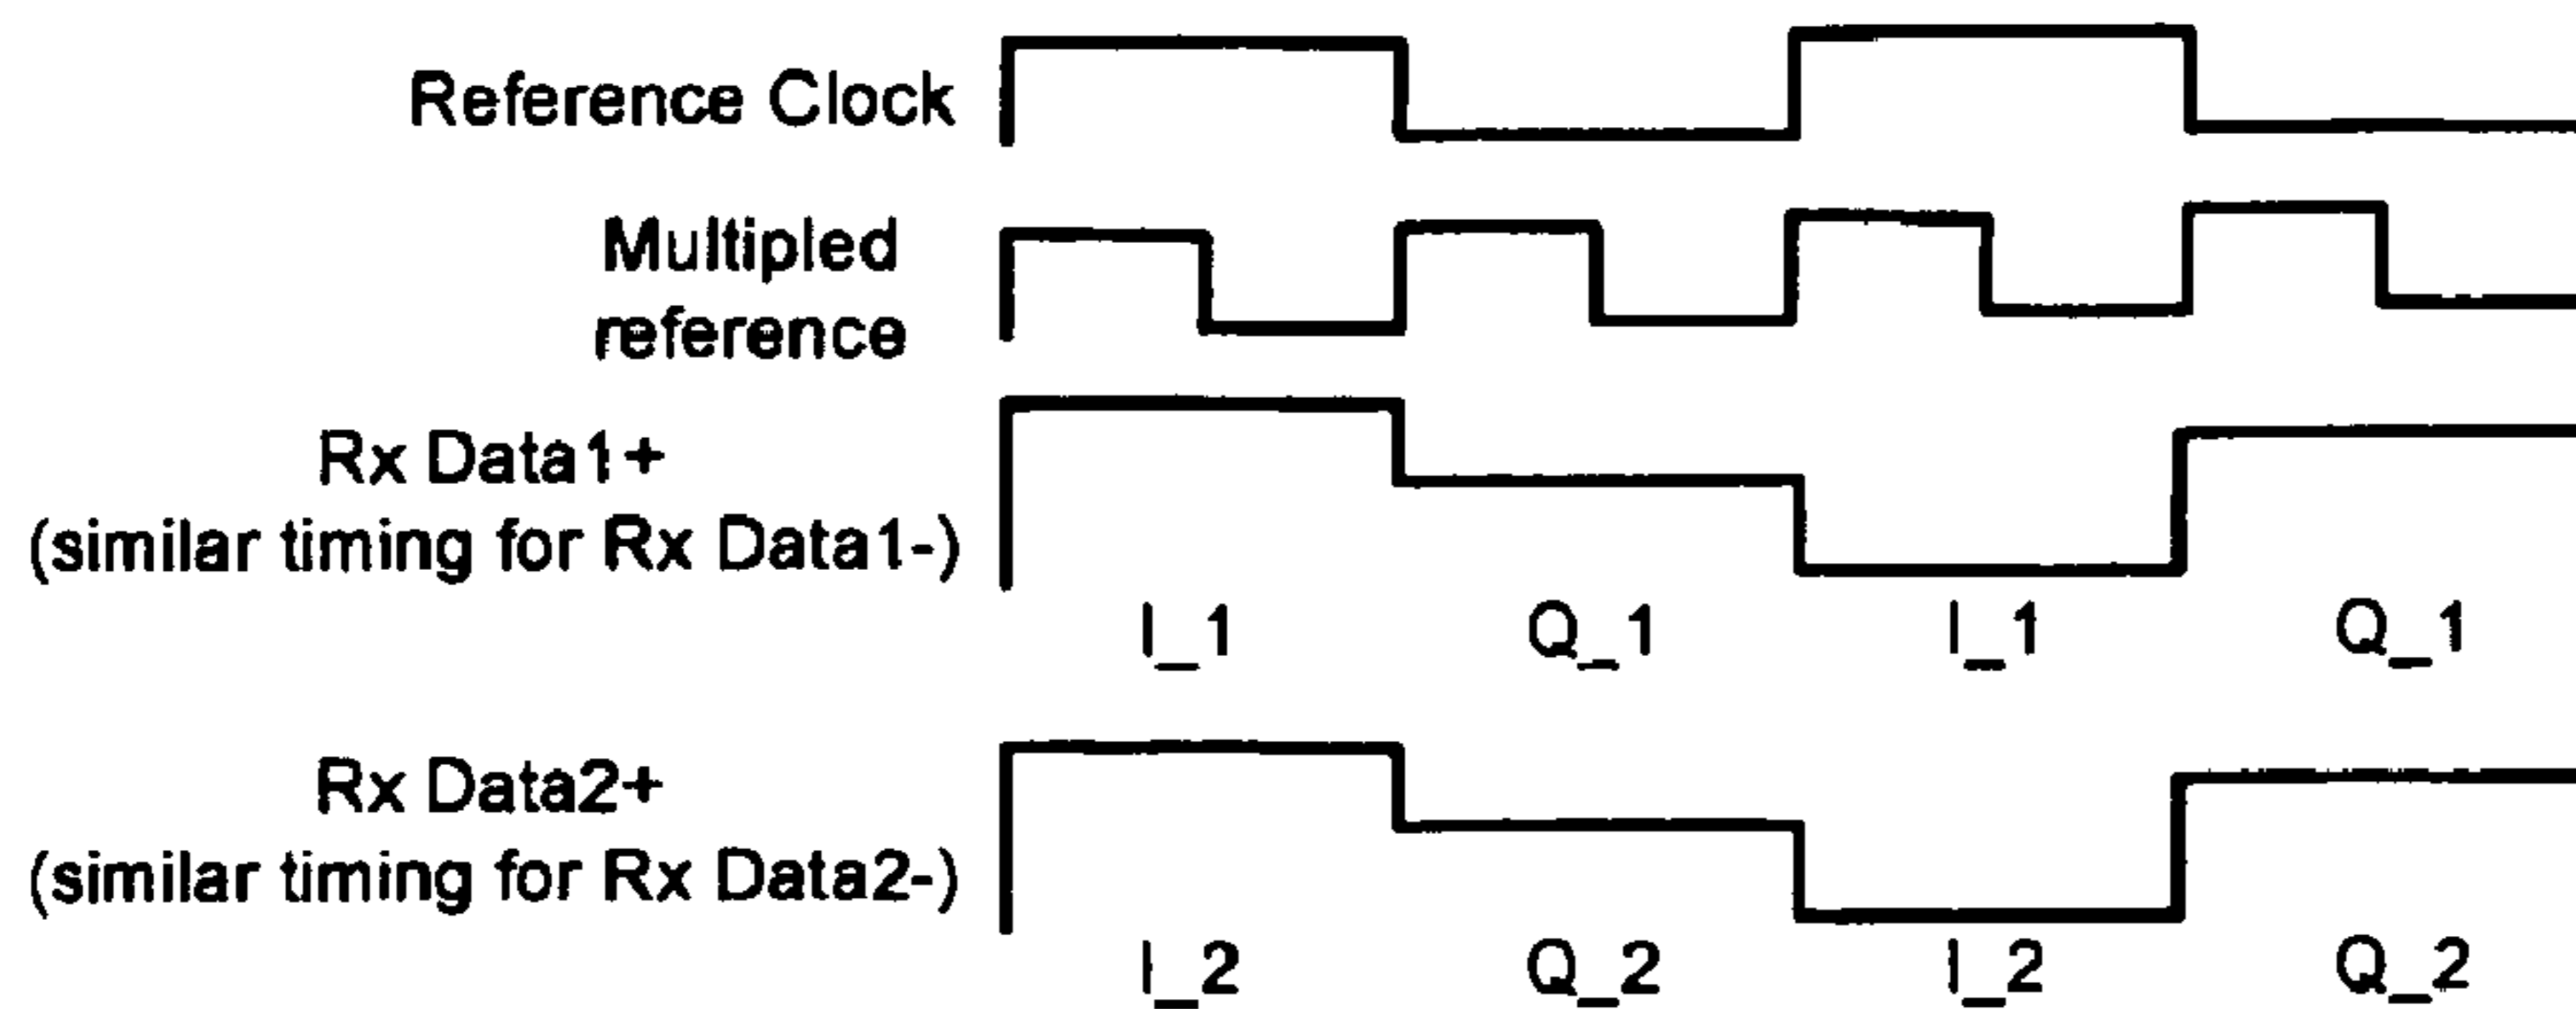 Reference Clock
Multipled
reference
Rx Data1+
(similar timing for Rx Data1-)
I_1 Q_1 I_1 Q_1
Rx Data2+
(similar timing for Rx Data2-)
I_2 Q_2 I_2 Q_2